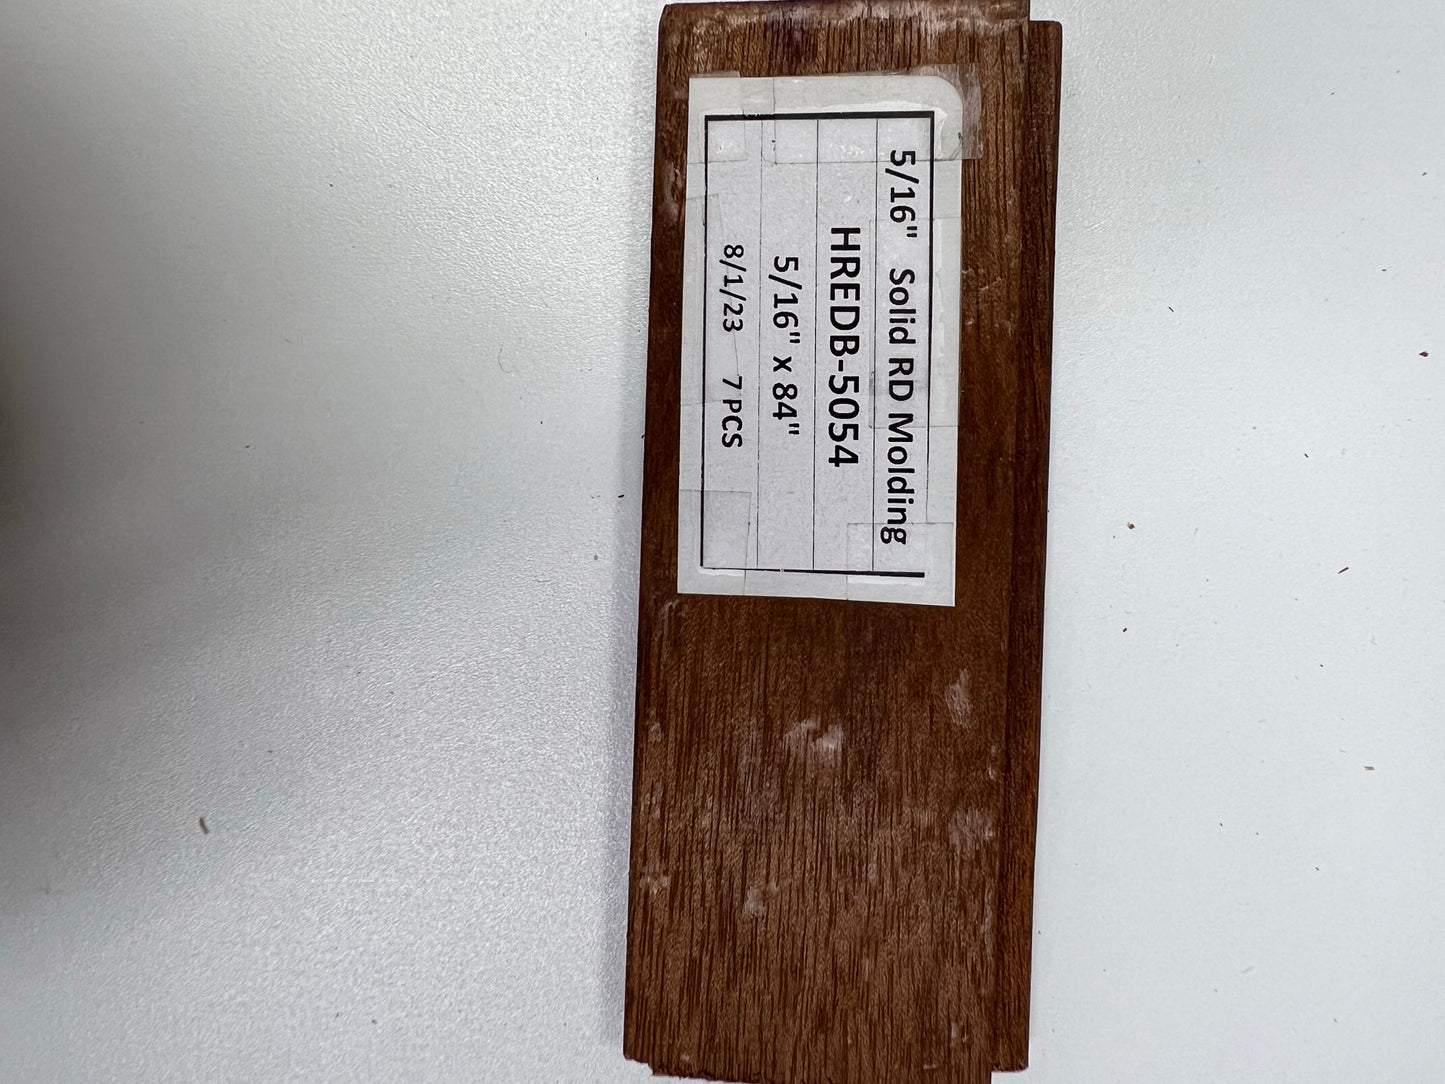 5/16" Solid RD Molding
HREDB-5054
5/16" x 84"
8/1/23 7 PCS